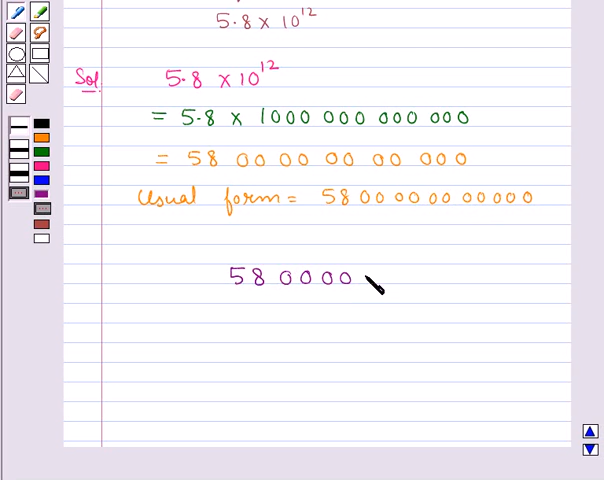 5.8 × 10¹²
Sol. 5.8 × 10¹²
= 5.8 × 1000 000 000 000
= 58 00 00 00 00 000
Usual form = 58 00 00 00 00 000
58 0000